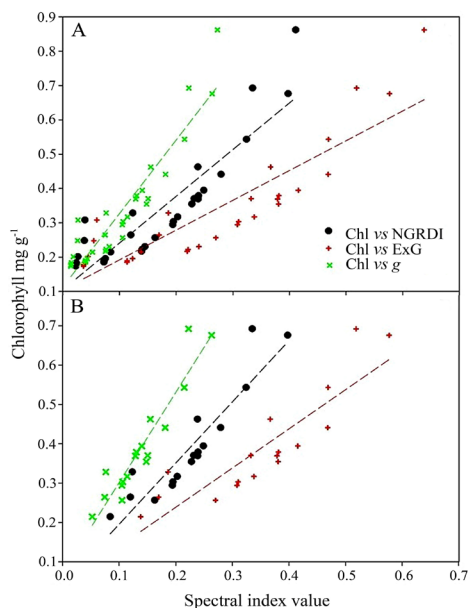 A
0.9
0.8
0.7
0.6
0.5
0.4
0.3
0.2
0.1
Chl vs NGRDI
Chl vs ExG
Chl vs g
Chlorophyll mg g-1
B
0.7
0.6
0.5
0.4
0.3
0.2
0.1
0.0 0.1 0.2 0.3 0.4 0.5 0.6 0.7
Spectral index value